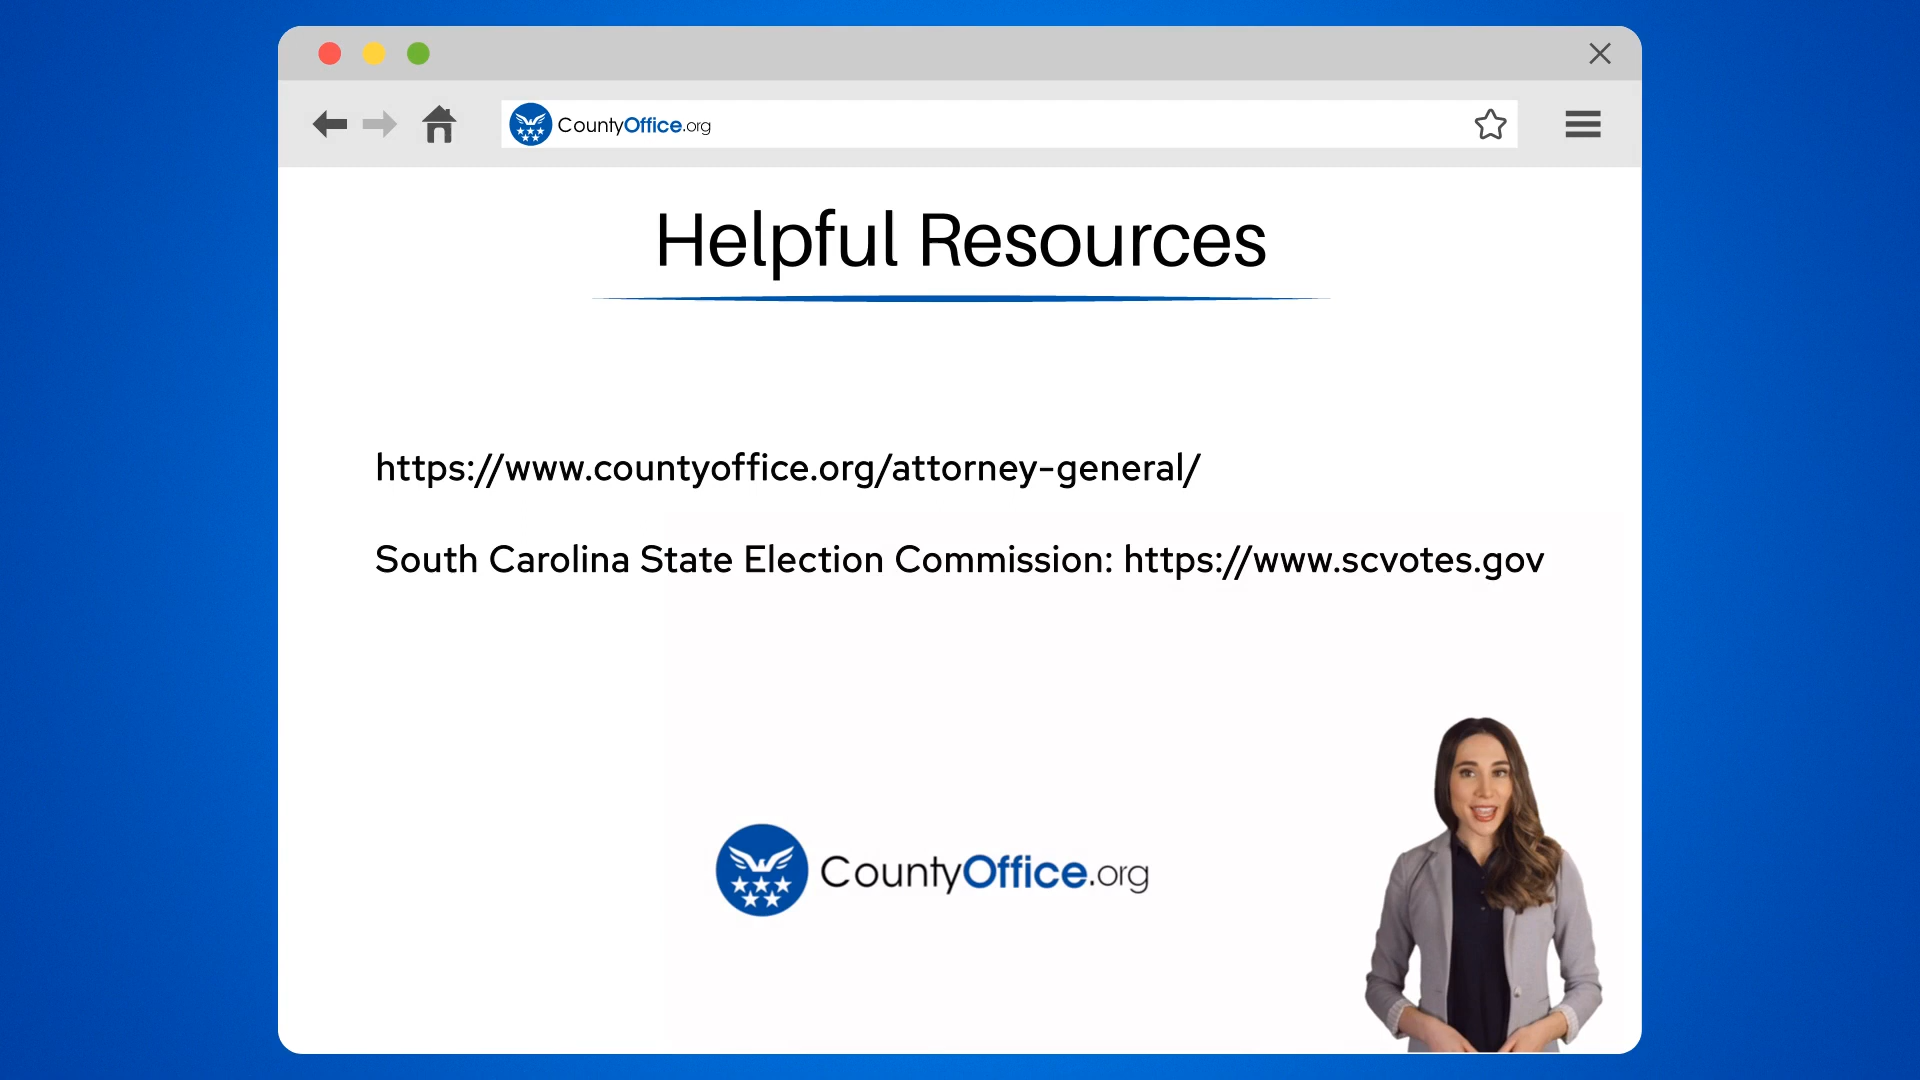 CountyOffice.org
Helpful Resources
https://www.countyoffice.org/attorney-general/
South Carolina State Election Commission: https://www.scvotes.gov
CountyOffice.org